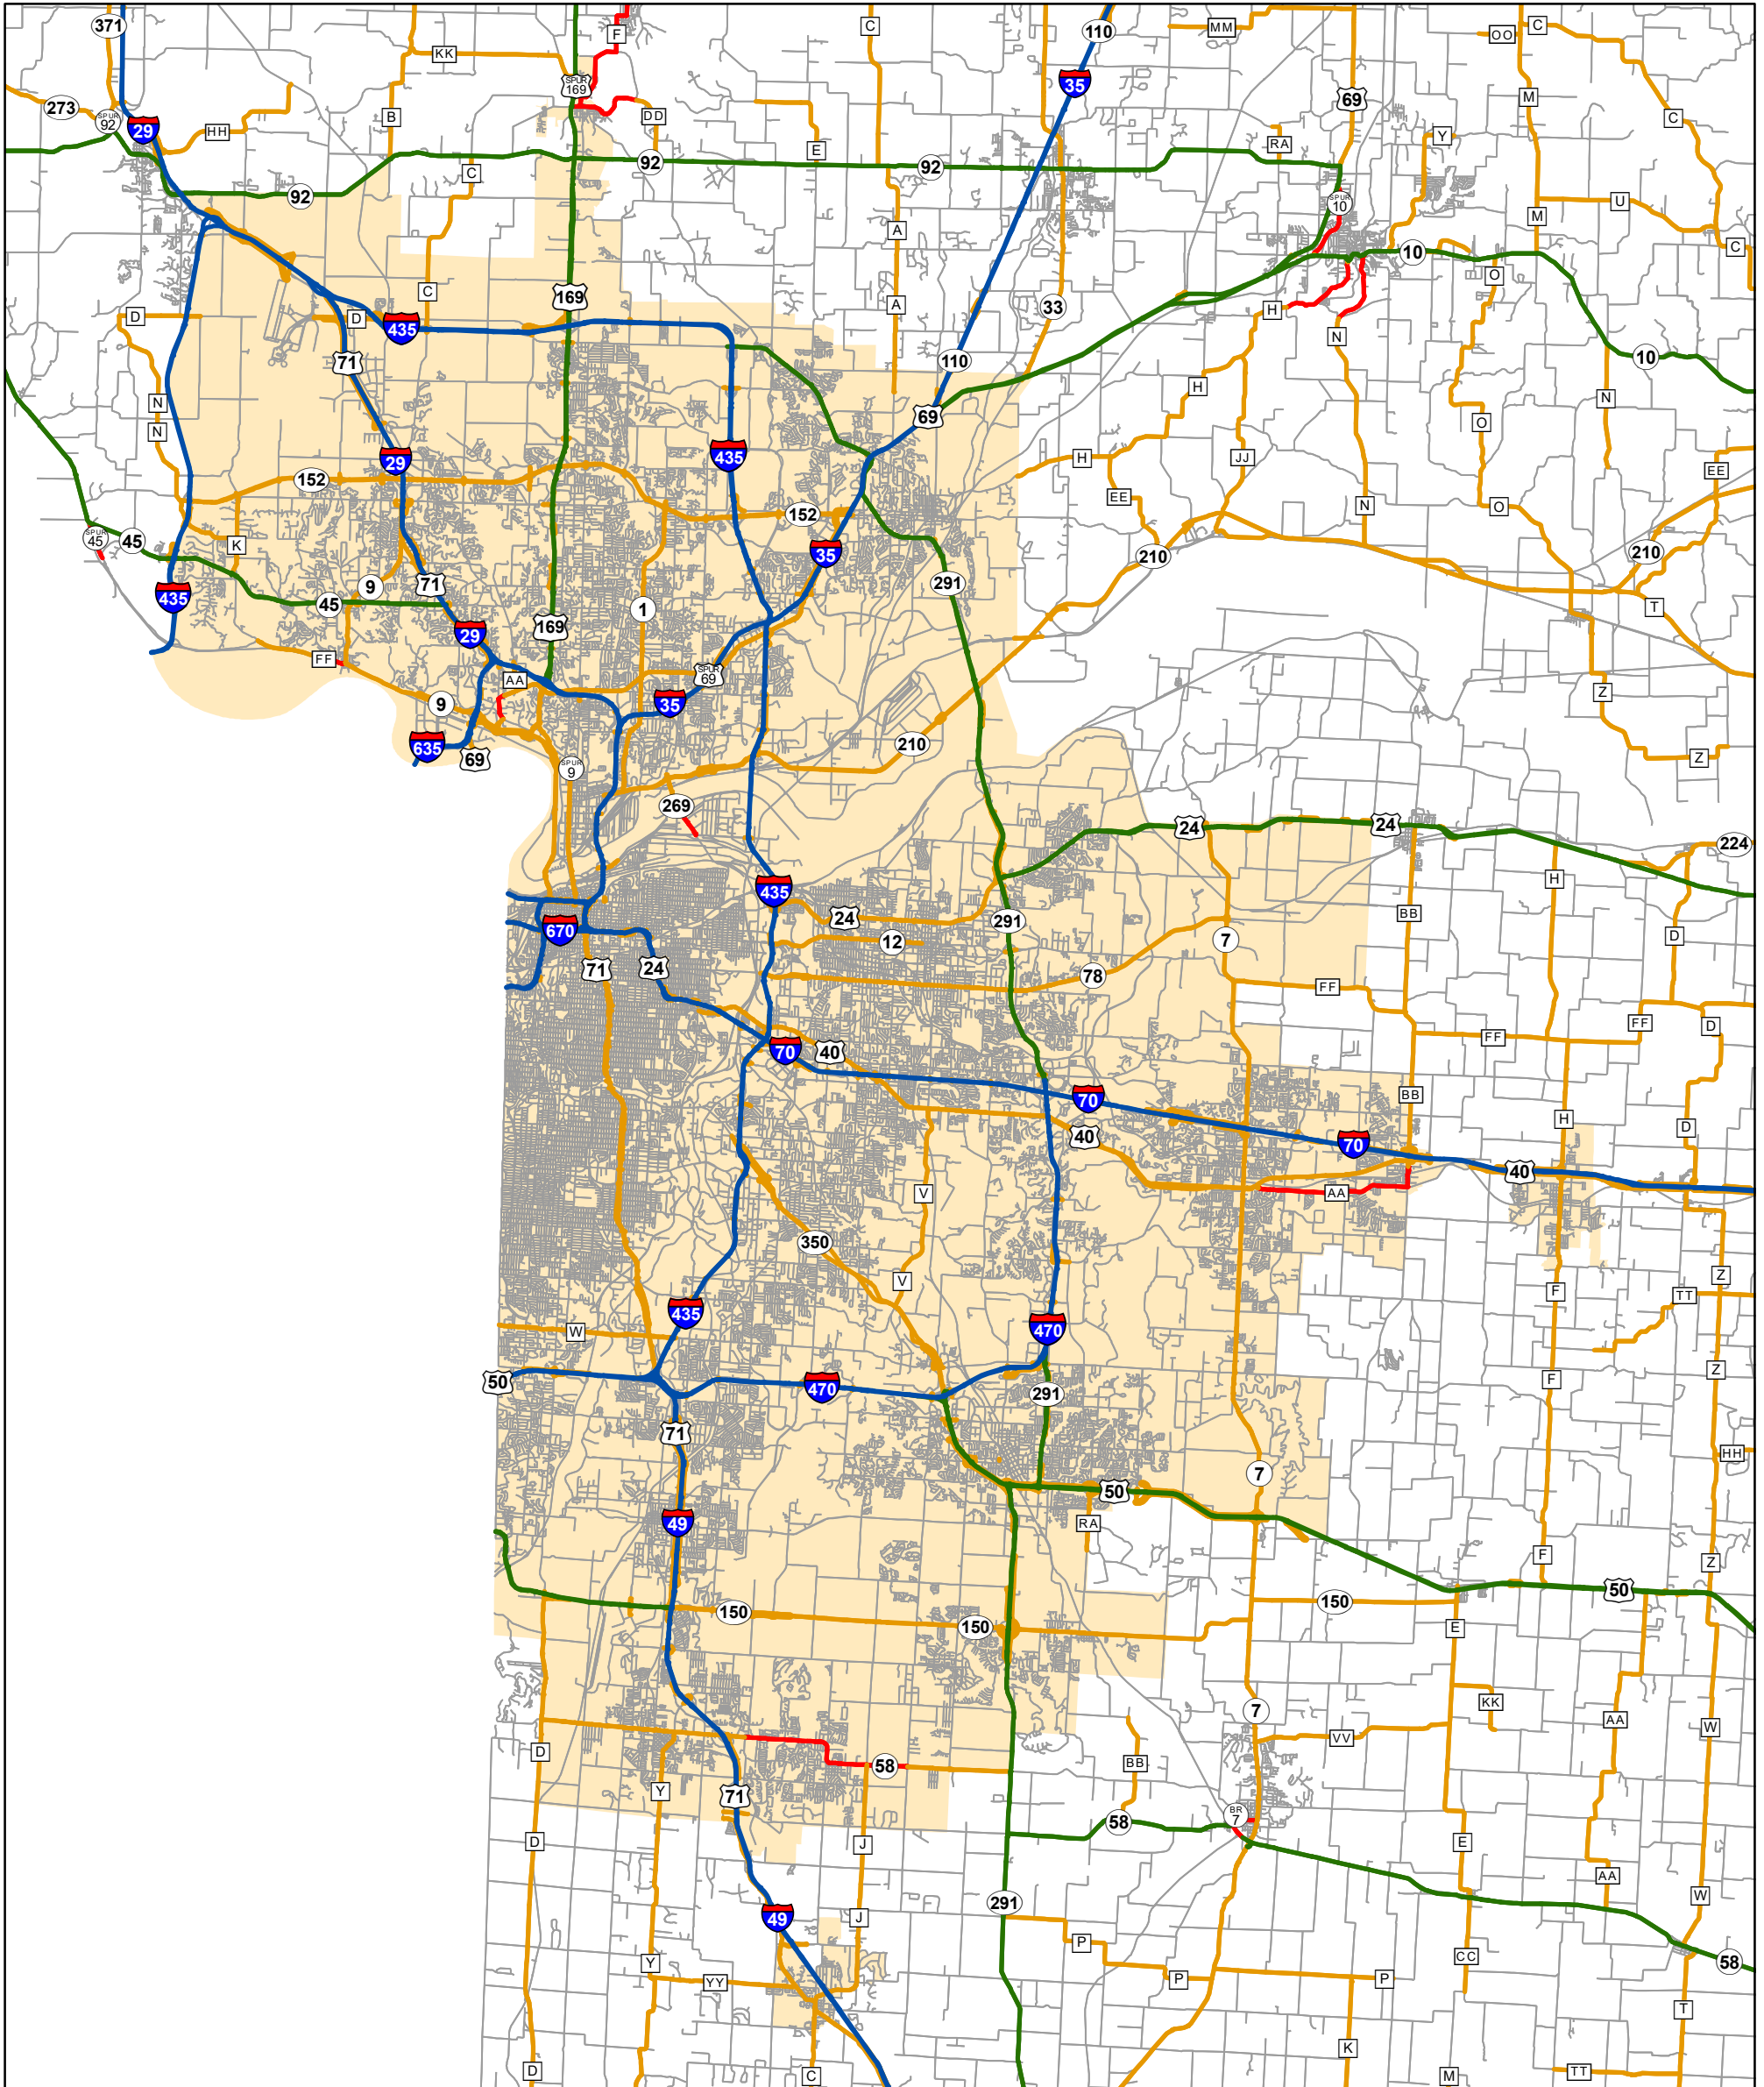 371
F
C
110
MM
OO
C
KK
35
SPUR
169
69
M
273
SPUR
92
29
HH
B
DD
C
Y
RA
E
92
92
C
92
SPUR
10
U
M
A
C
10
O
C
169
A
33
H
D
D
435
N
71
110
10
H
N
N
69
O
N
29
435
H
JJ
EE
152
EE
N
O
152
SPUR
45
45
K
35
210
210
9
71
291
435
45
1
T
169
29
FF
SPUR
69
AA
Z
9
35
635
210
69
Z
SPUR
9
269
24
24
224
H
435
24
291
BB
670
12
7
D
71
24
78
FF
FF
D
FF
70
40
70
BB
H
40
D
70
40
V
AA
350
V
Z
F
TT
435
470
W
Z
50
470
291
F
71
HH
7
50
49
RA
F
Z
50
150
150
150
E
KK
7
AA
W
VV
D
BB
58
Y
71
BR
7
58
D
J
E
AA
W
291
49
J
P
CC
Y
58
YY
P
P
T
K
D
C
M
TT